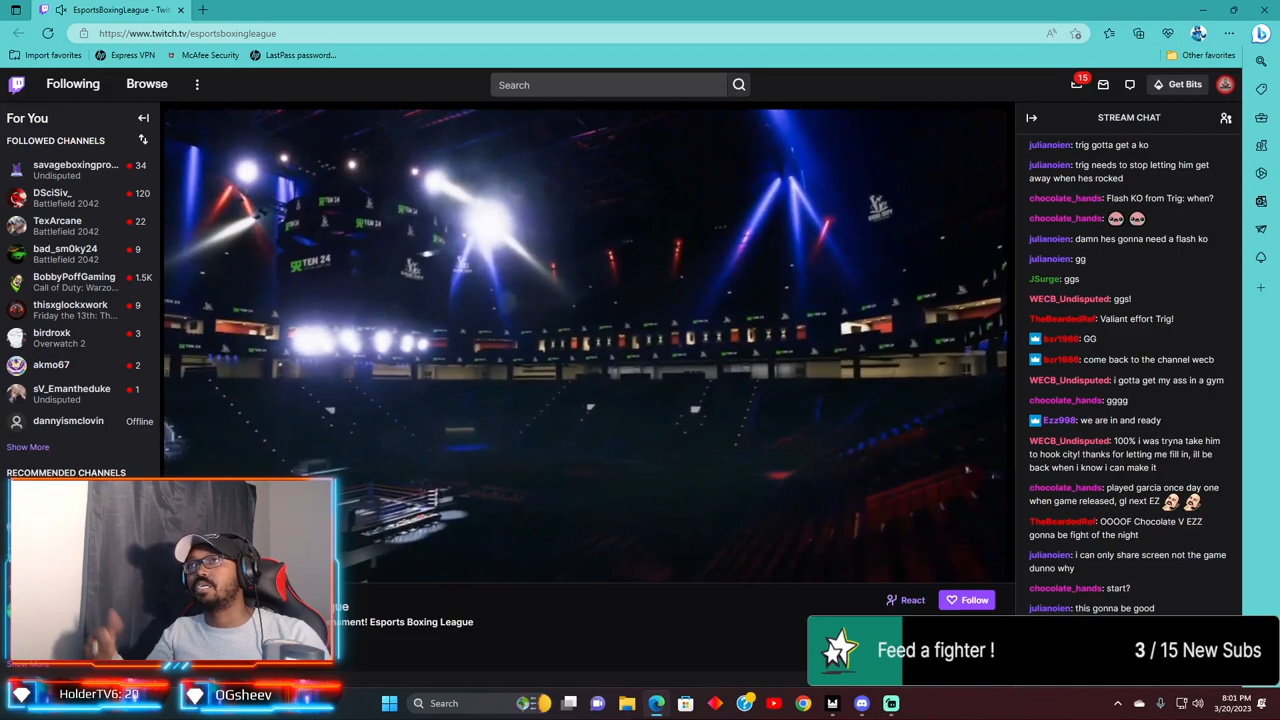 EsportsBoxingLeague - Twi
https://www.twitch.tv/esportsboxingleague
Import favorites
Express VPN
McAfee Security
LastPass password...
Other favorites
Following
Browse
Search
15
Get Bits
For You
FOLLOWED CHANNELS
savageboxingpro...
34
Undisputed
DSciSiv_
120
Battlefield 2042
TexArcane
22
Battlefield 2042
bad_sm0ky24
9
Battlefield 2042
BobbyPoffGaming
1.5K
Call of Duty: Warzo...
thisxglockxwork
9
Friday the 13th: Th...
birdroxk
3
Overwatch 2
akmo67
2
sV_Emantheduke
1
Undisputed
dannyismclovin
Offline
Show More
RECOMMENDED CHANNELS
Show More
TEN 24
TEN 24
TEN 24
TEN 24
STREAM CHAT
julianoien: trig gotta get a ko
julianoien: trig needs to stop letting him get
away when hes rocked
chocolate_hands: Flash KO from Trig: when?
chocolate_hands:
julianoien: damn hes gonna need a flash ko
julianoien: gg
JSurge: ggs
WECB_Undisputed: ggs!
TheBeardedRef: Valiant effort Trig!
bzr1986: GG
bzr1986: come back to the channel wecb
WECB_Undisputed: i gotta get my ass in a gym
chocolate_hands: gggg
Ezz998: we are in and ready
WECB_Undisputed: 100% i was tryna take him
to hook city! thanks for letting me fill in, ill be
back when i know i can make it
chocolate_hands: played garcia once day one
when game released, gl next EZ
TheBeardedRef: OOOOF Chocolate V EZZ
gonna be fight of the night
julianoien: i can only share screen not the game
dunno why
chocolate_hands: start?
julianoien: this gonna be good
React
Follow
gue
nament! Esports Boxing League
Feed a fighter !
3 / 15 New Subs
HolderTV6: 20
OGsheev
Search
8:01 PM
3/20/2023